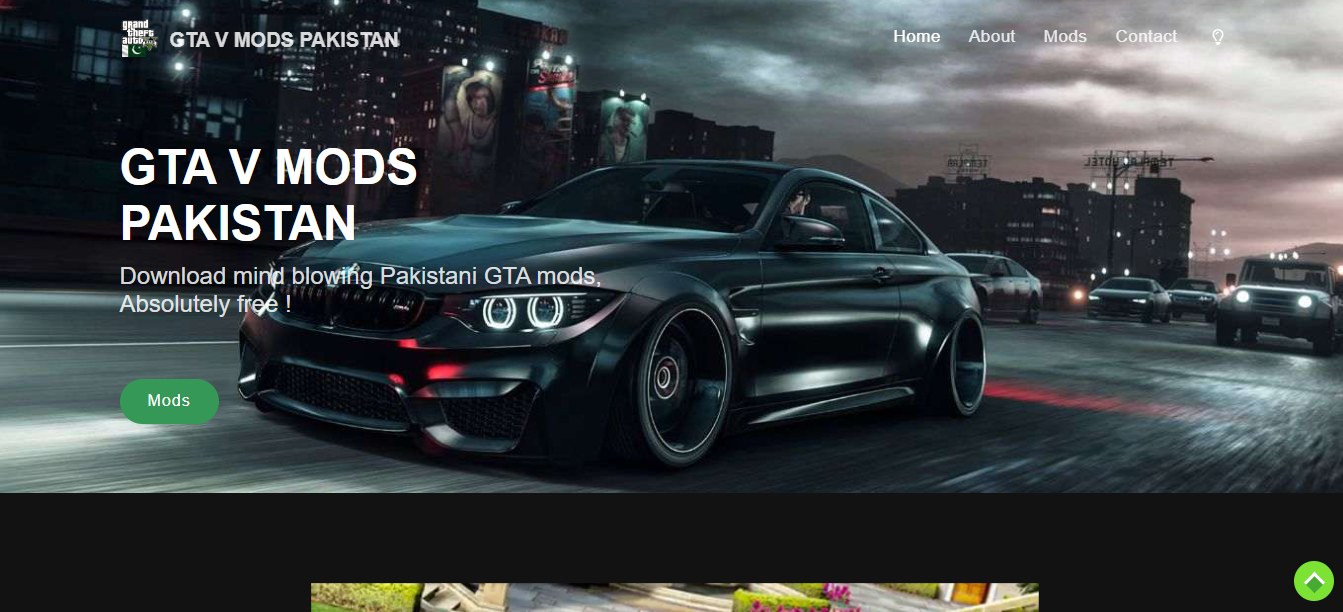 grand
theft
auto
GTA V MODS PAKISTAN
Home
About
Mods
Contact
GTA V MODS
PAKISTAN
Download mind blowing Pakistani GTA mods,
Absolutely free !
Mods